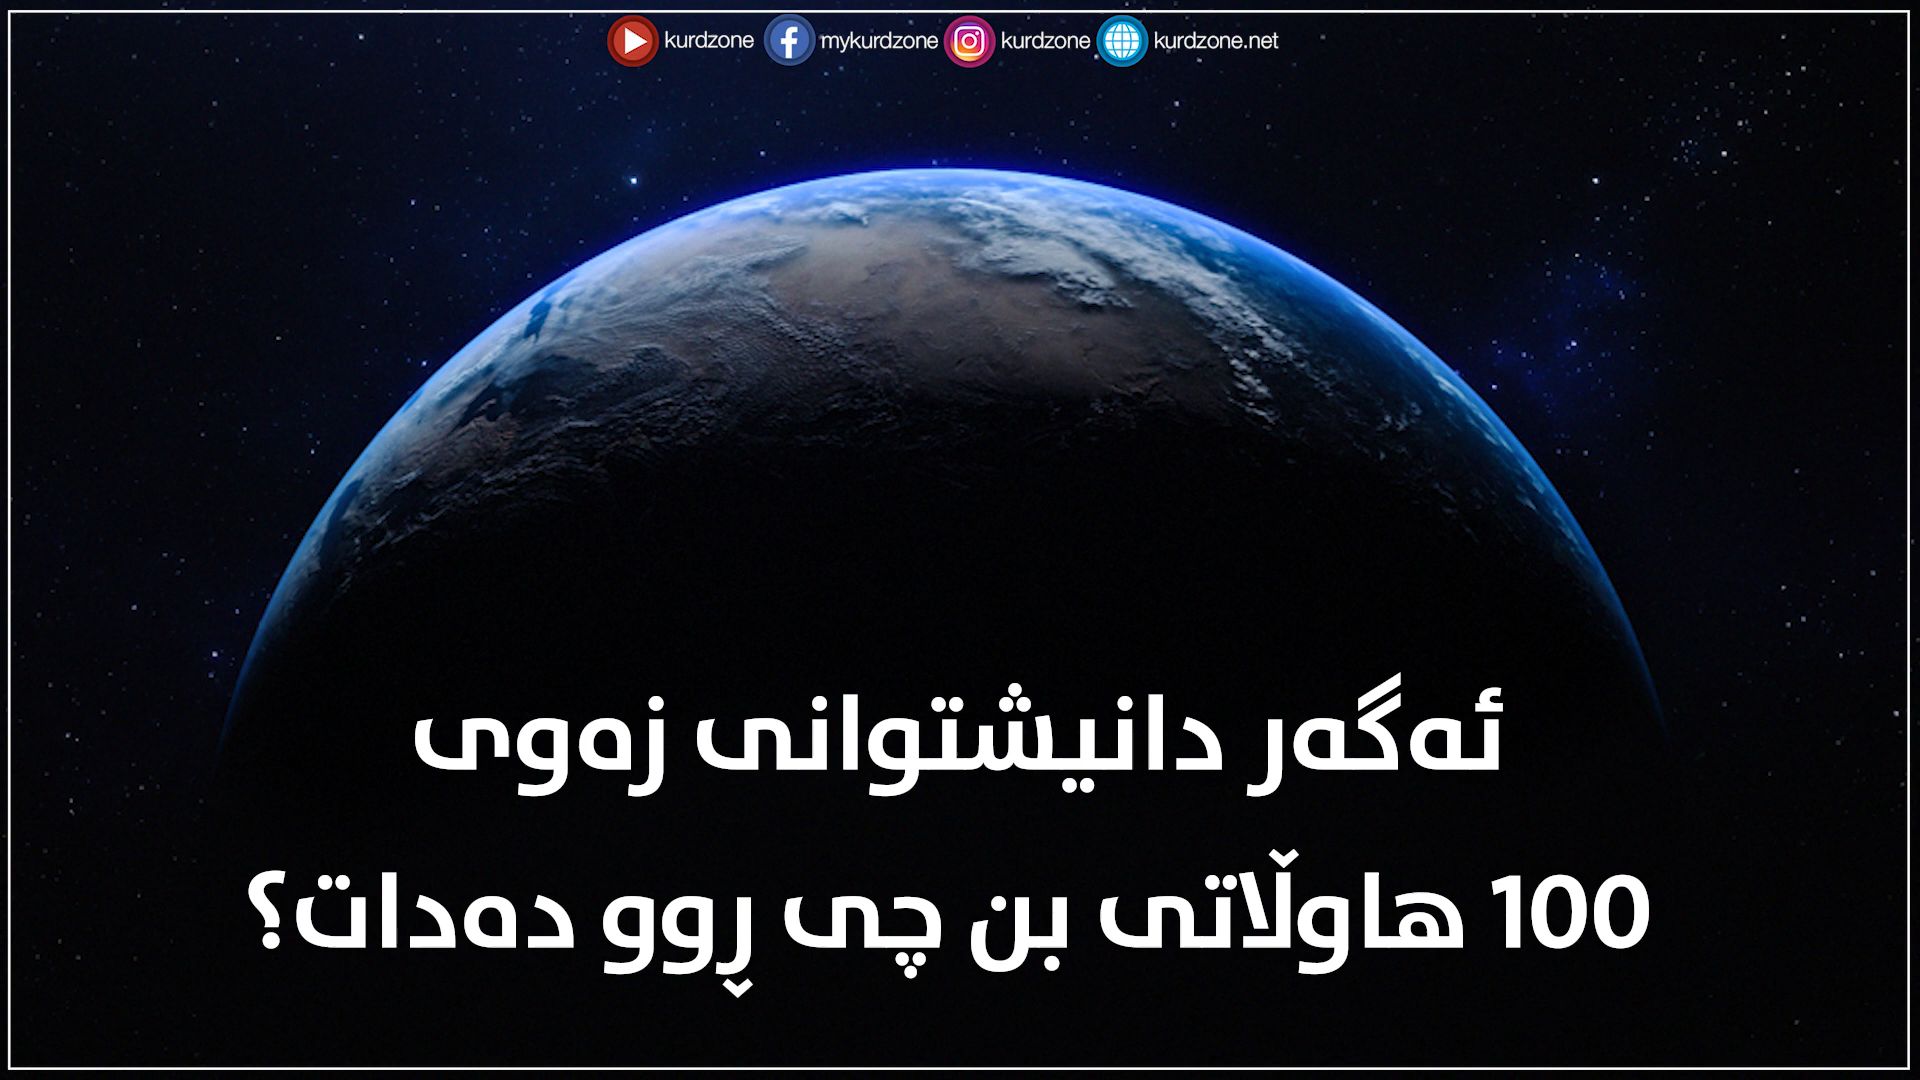 kurdzone mykurdzone kurdzone kurdzone.net
ئەگەر دانیشتوانی زەوی
100 هاوڵاتی بن چی ڕوو دەدات؟